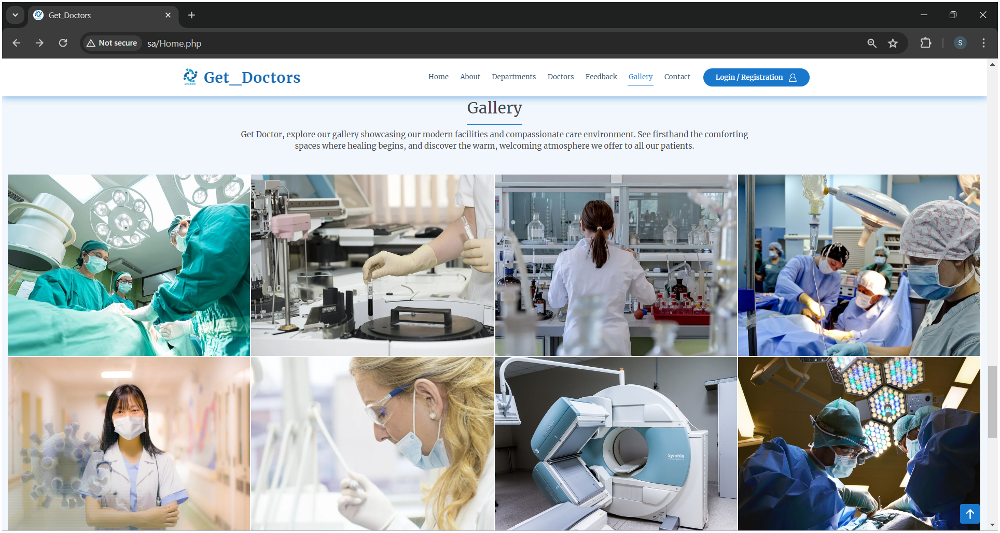 Get_Doctors
Not secure
sa/Home.php
S
Get_Doctors
Home
About
Departments
Doctors
Feedback
Gallery
Contact
Login / Registration
Gallery
Get Doctor, explore our gallery showcasing our modern facilities and compassionate care environment. See firsthand the comforting
spaces where healing begins, and discover the warm, welcoming atmosphere we offer to all our patients.
ALM
Symbia